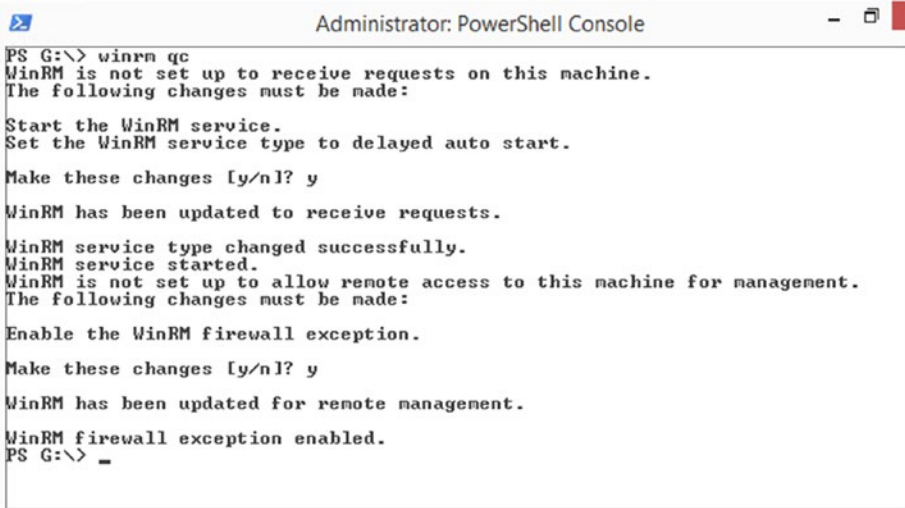 Administrator: PowerShell Console
PS G:\> winrm qc
WinRM is not set up to receive requests on this machine.
The following changes must be made:
Start the WinRM service.
Set the WinRM service type to delayed auto start.
Make these changes [y/n]? y
WinRM has been updated to receive requests.
WinRM service type changed successfully.
WinRM service started.
WinRM is not set up to allow remote access to this machine for management.
The following changes must be made:
Enable the WinRM firewall exception.
Make these changes [y/n]? y
WinRM has been updated for remote management.
WinRM firewall exception enabled.
PS G:\> _